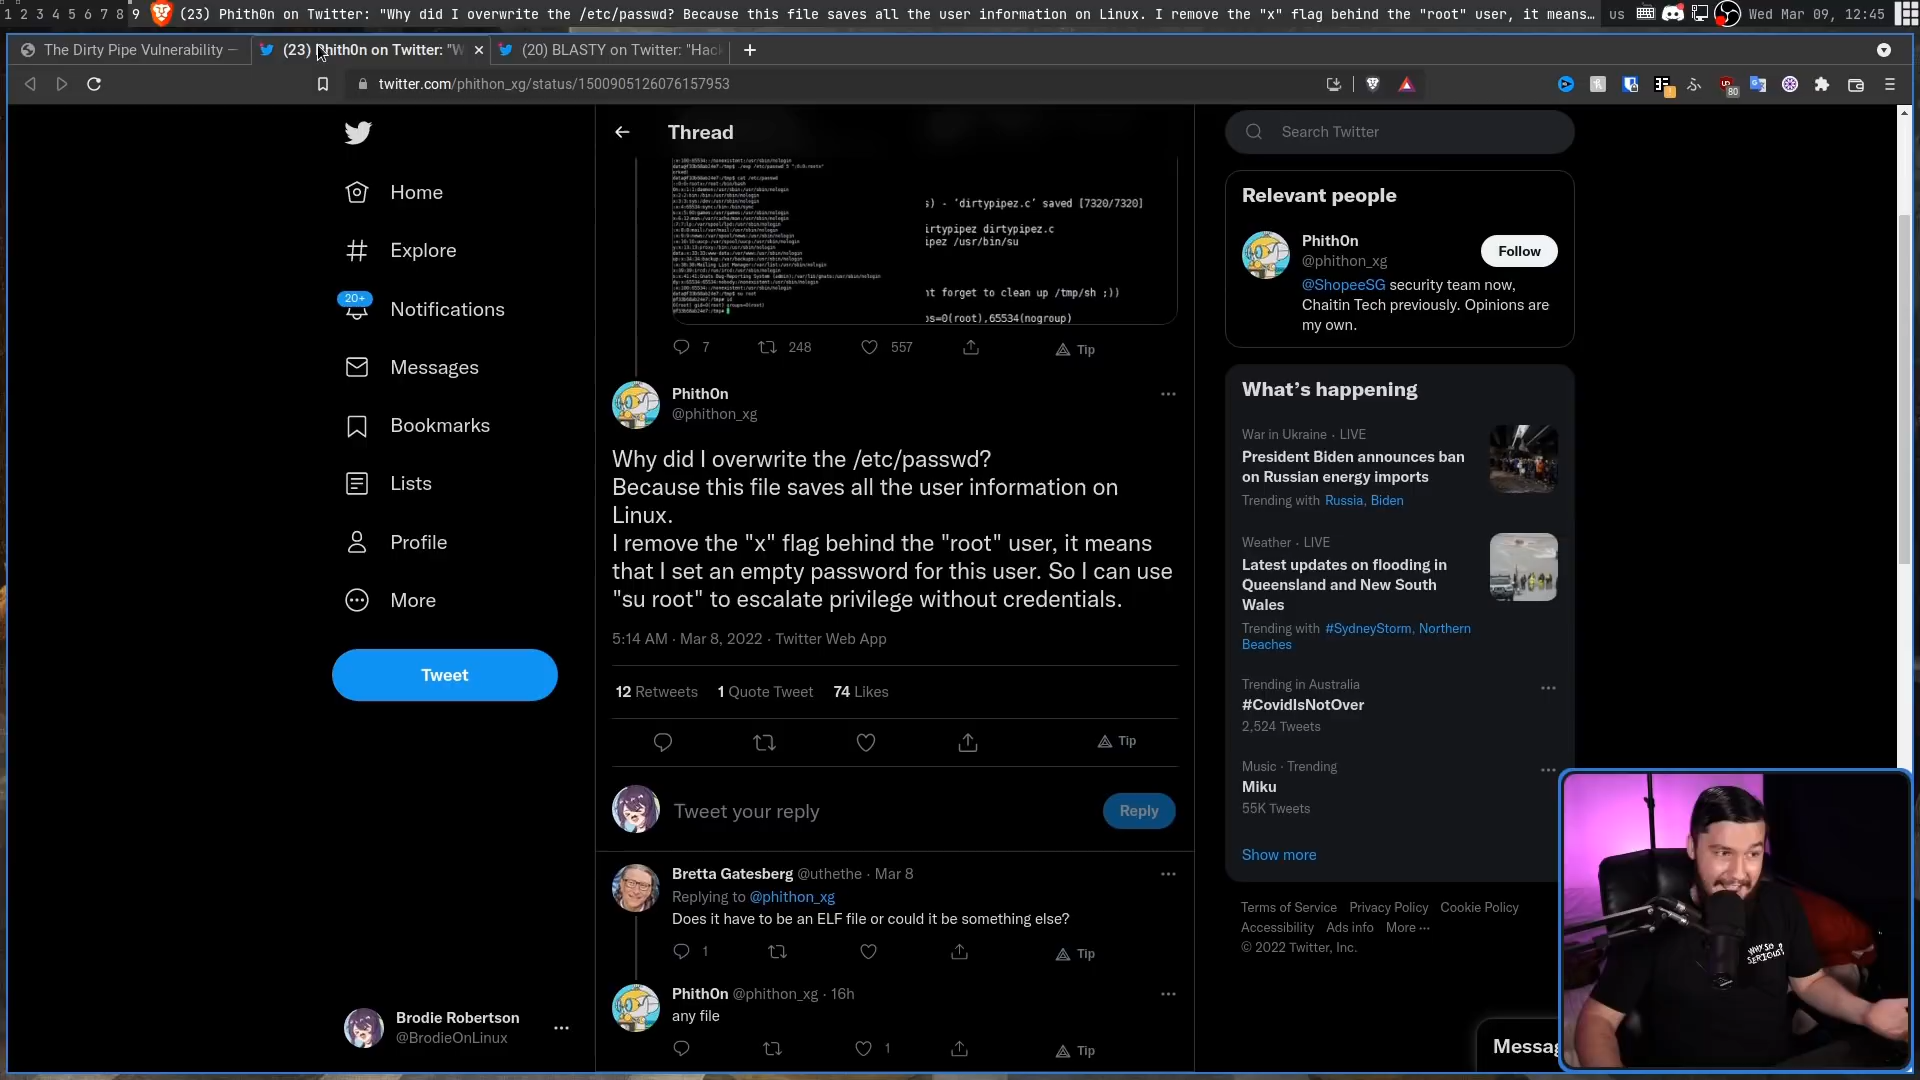 1 2 3 4 5 6 7 8 9 (23) Phith0n on Twitter: "Why did I overwrite the /etc/passwd? Because this file saves all the user information on Linux. I remove the "x" flag behind the "root" user, it means… us Wed Mar 09, 12:45
The Dirty Pipe Vulnerability —
(23) Phith0n on Twitter: "W
(20) BLASTY on Twitter: "Hack
twitter.com/phithon_xg/status/1500905126076157953
80
Thread
Search Twitter
Home
Explore
20+
Notifications
Messages
Bookmarks
Lists
Profile
More
Tweet
Brodie Robertson
@BrodieOnLinux
s) - 'dirtypipez.c' saved [7320/7320]
irtypipez dirtypipez.c
ipez /usr/bin/su
nt forget to clean up /tmp/sh ;))
ps=0(root),65534(nogroup)
7 248 557 Tip
Phith0n
@phithon_xg
Why did I overwrite the /etc/passwd?
Because this file saves all the user information on
Linux.
I remove the "x" flag behind the "root" user, it means
that I set an empty password for this user. So I can use
"su root" to escalate privilege without credentials.
5:14 AM · Mar 8, 2022 · Twitter Web App
12 Retweets 1 Quote Tweet 74 Likes
Tip
Tweet your reply
Reply
Bretta Gatesberg @uthethe · Mar 8
Replying to @phithon_xg
Does it have to be an ELF file or could it be something else?
1 Tip
Phith0n @phithon_xg · 16h
any file
1 Tip
Relevant people
Phith0n
@phithon_xg
Follow
@ShopeeSG security team now,
Chaitin Tech previously. Opinions are
my own.
What's happening
War in Ukraine · LIVE
President Biden announces ban
on Russian energy imports
Trending with Russia, Biden
Weather · LIVE
Latest updates on flooding in
Queensland and New South
Wales
Trending with #SydneyStorm, Northern
Beaches
Trending in Australia
#CovidIsNotOver
2,524 Tweets
Music · Trending
Miku
55K Tweets
Show more
Terms of Service Privacy Policy Cookie Policy
Accessibility Ads info More ···
© 2022 Twitter, Inc.
Messag
WHY SO
SERIOUS?